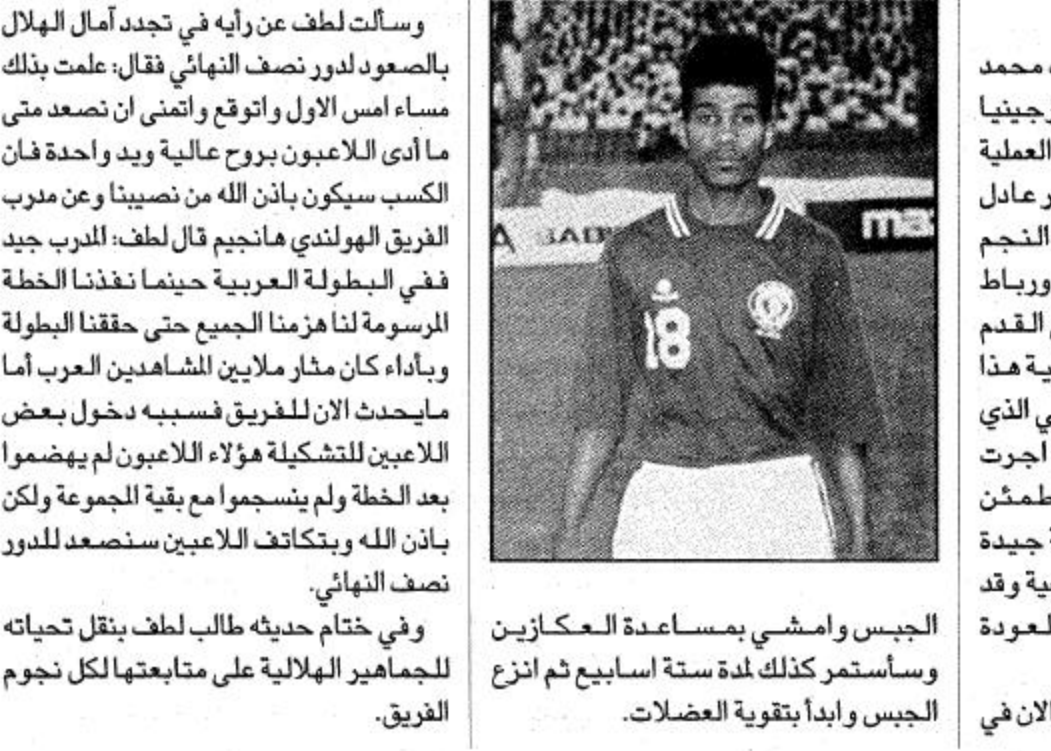 محمد
العملية
عادل
النجم
ورباط
القدم
هذا
الذي
اجرت
جيدة
وقد
الان في
18
الجبس وامشي بمساعدة العكازين
وسأستمر كذلك لمدة ستة اسابيع ثم انزع
الجبس وابدأ بتقوية العضلات.
وسألت لطف عن رأيه في تجدد آمال الهلال
بالصعود لدور نصف النهائي فقال: علمت بذلك
مساء امس الاول واتوقع واتمنى ان نصعد متى
ما أدى اللاعبون بروح عالية ويد واحدة فان
الكسب سيكون باذن الله من نصيبنا وعن مدرب
الفريق الهولندي هانجيم قال لطف: المدرب جيد
ففي البطولة العربية حينما نفذنا الخطة
المرسومة لنا هزمنا الجميع حتى حققنا البطولة
وبأداء كان مثار ملايين المشاهدين العرب أما
مايحدث الان للفريق فسببه دخول بعض
اللاعبين للتشكيلة هؤلاء اللاعبون لم يهضموا
بعد الخطة ولم ينسجموا مع بقية المجموعة ولكن
باذن الله وبتكاتف اللاعبين سنصعد للدور
نصف النهائي.
وفي ختام حديثه طالب لطف بنقل تحياته
للجماهير الهلالية على متابعتها لكل نجوم
الفريق.